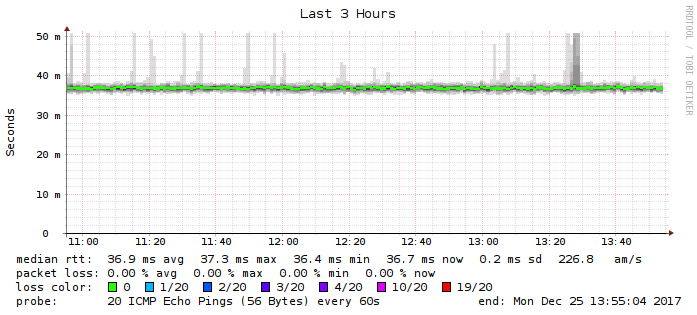 Last 3 Hours
RRDTOOL / TOBI OETIKER
Seconds
50 m
40 m
30 m
20 m
10 m
0
11:00 11:20 11:40 12:00 12:20 12:40 13:00 13:20 13:40
median rtt: 36.9 ms avg 37.3 ms max 36.4 ms min 36.7 ms now 0.2 ms sd 226.8 am/s
packet loss: 0.00 % avg 0.00 % max 0.00 % min 0.00 % now
loss color: 0 1/20 2/20 3/20 4/20 10/20 19/20
probe: 20 ICMP Echo Pings (56 Bytes) every 60s end: Mon Dec 25 13:55:04 2017